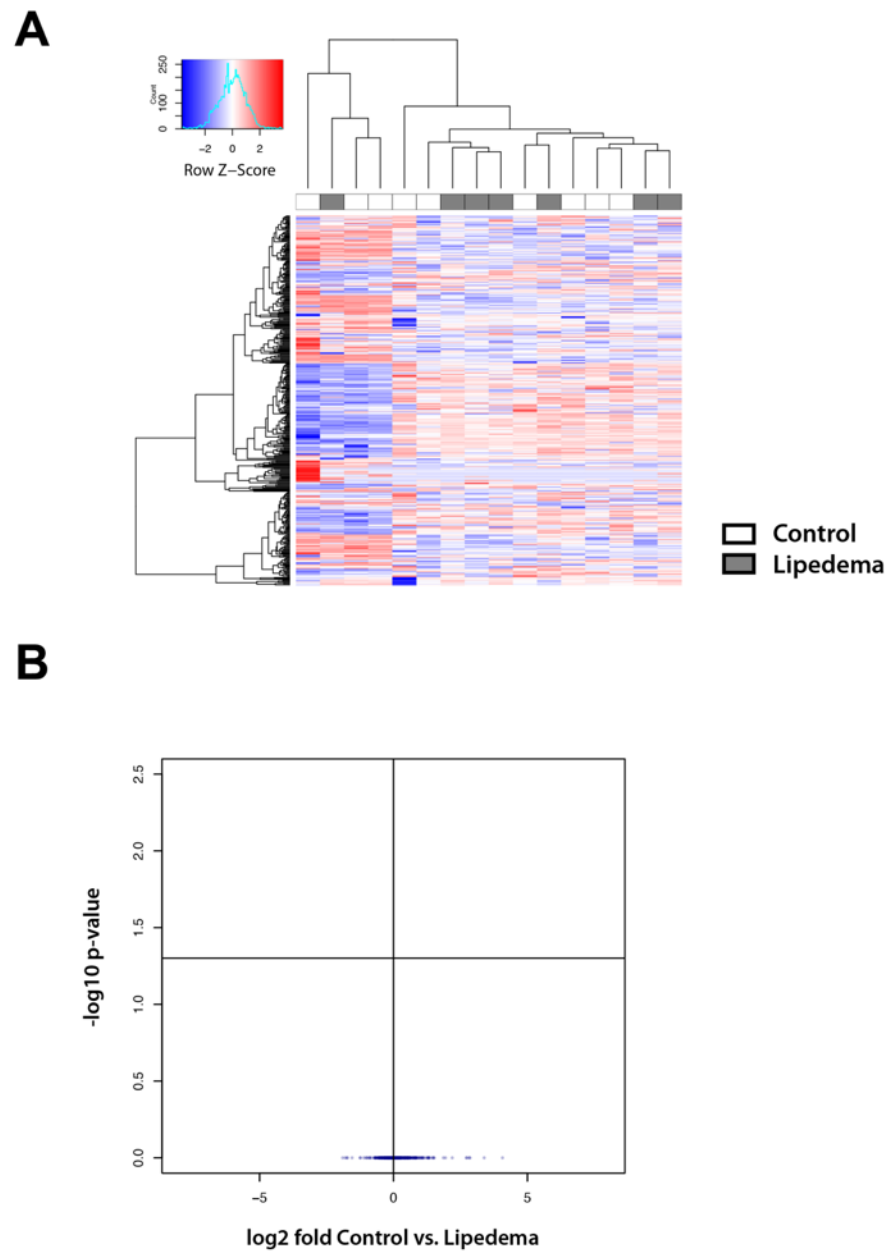 A
250
100
0
Count
−2 0 2
Row Z−Score
Control
Lipedema
B
2.5
2.0
1.5
1.0
0.5
0.0
-log10 p-value
−5 0 5
log2 fold Control vs. Lipedema